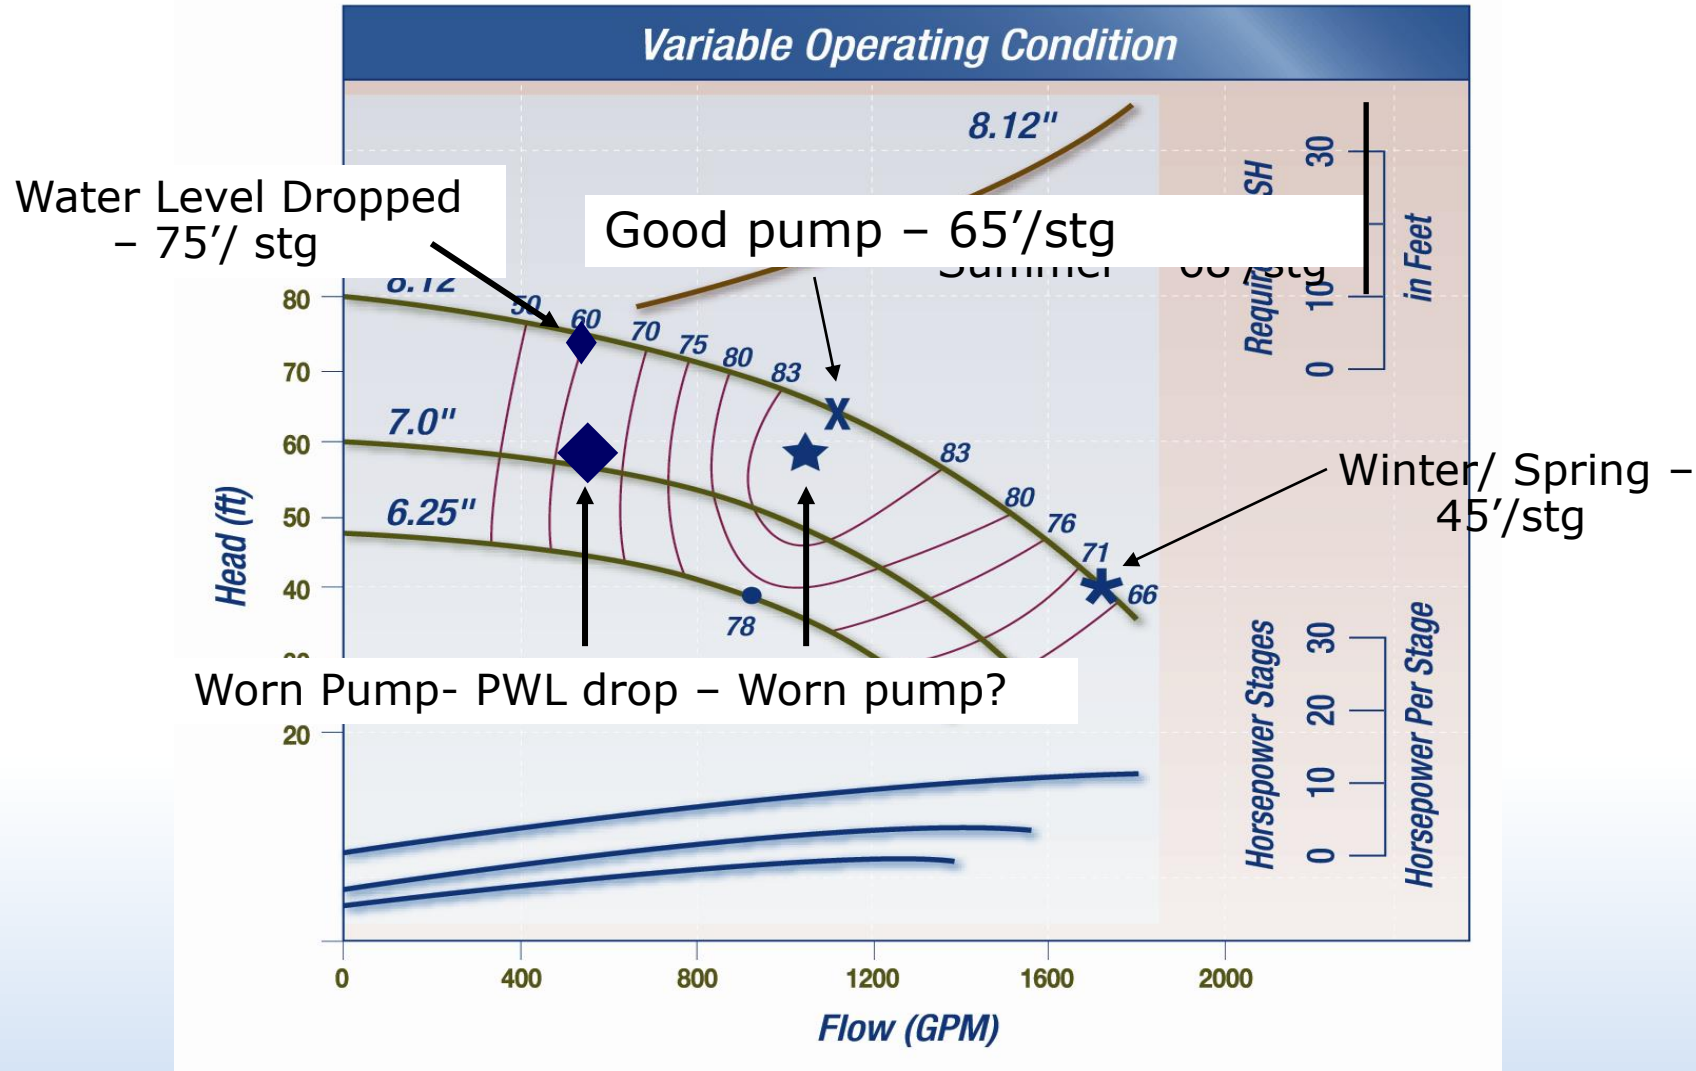 Variable Operating Condition
8.12"
Water Level Dropped
– 75’/ stg
Good pump – 65’/stg
8.12
50
60
70
75
80
83
X
7.0"
6.25"
83
80
76
71
66
78
Winter/ Spring –
45’/stg
Worn Pump- PWL drop – Worn pump?
80
70
60
50
40
20
Head (ft)
30
10
0
in Feet
Horsepower Stages
30
20
10
0
Horsepower Per Stage
0
400
800
1200
1600
2000
Flow (GPM)